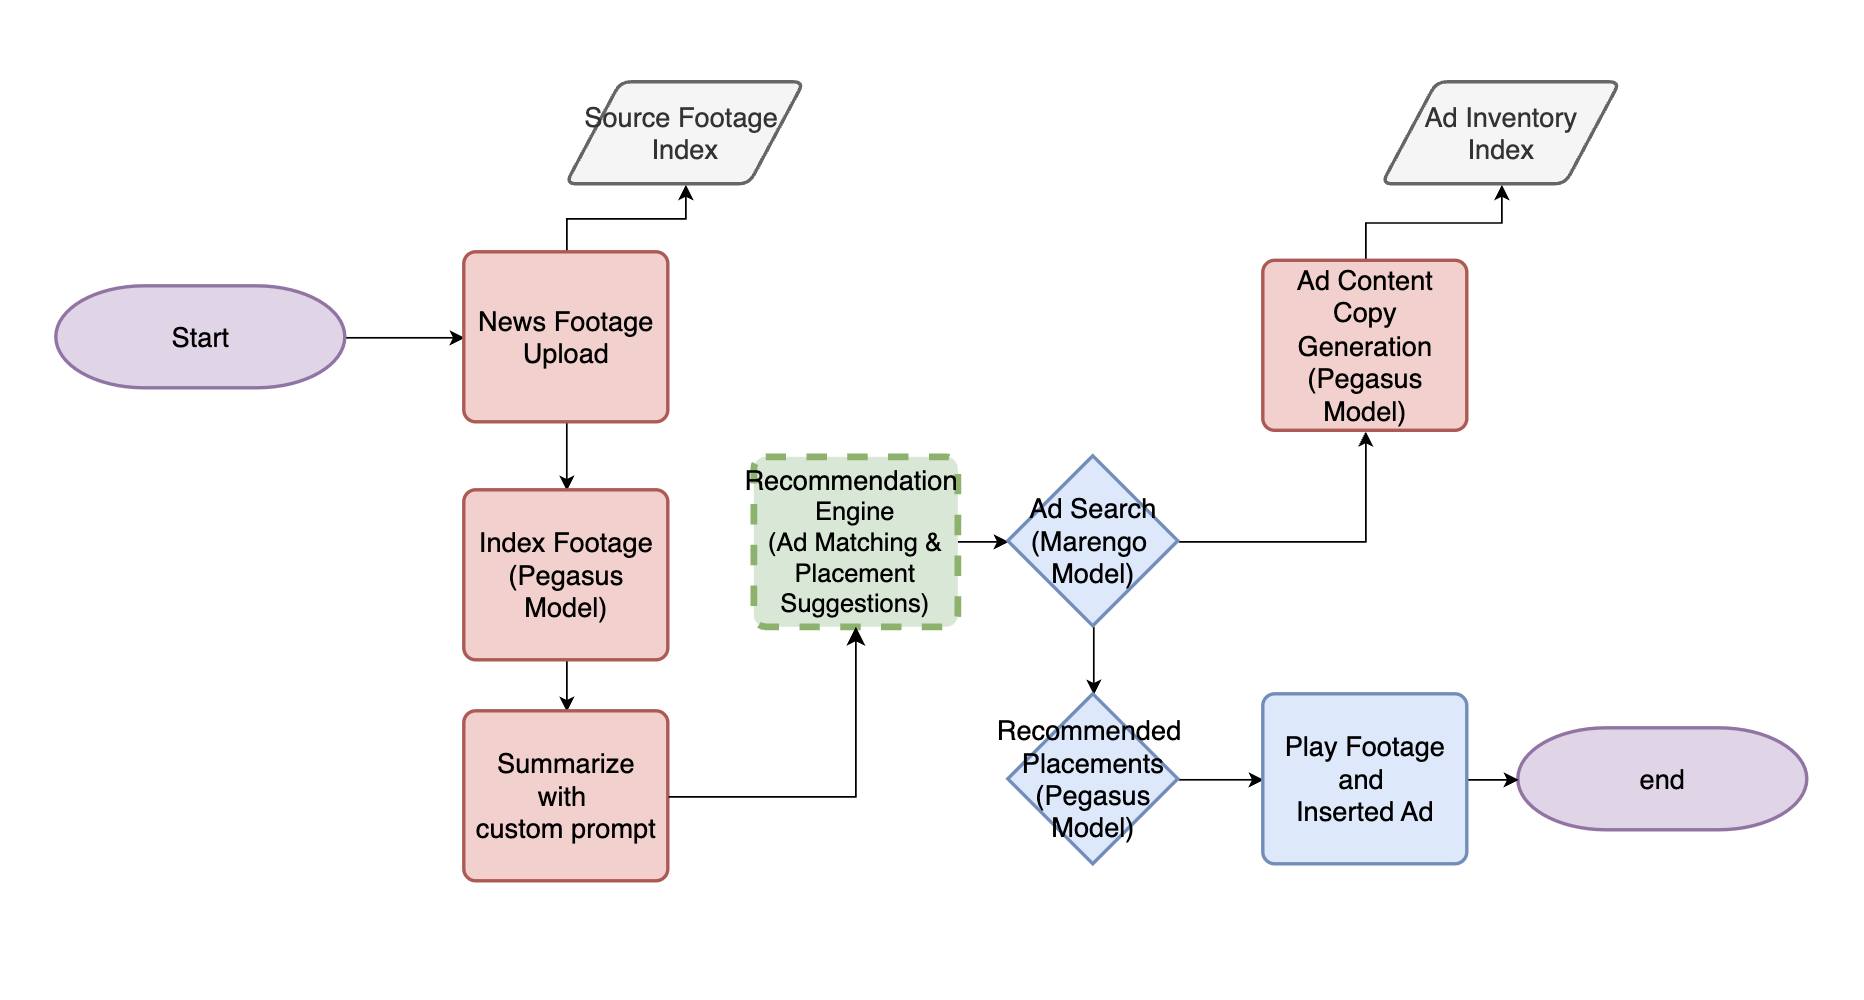 Source Footage
Index
Ad Inventory
Index
Start
News Footage
Upload
Ad Content
Copy
Generation
(Pegasus
Model)
Index Footage
(Pegasus
Model)
Recommendation
Engine
(Ad Matching &
Placement
Suggestions)
Ad Search
(Marengo
Model)
Summarize
with
custom prompt
Recommended
Placements
(Pegasus
Model)
Play Footage
and
Inserted Ad
end